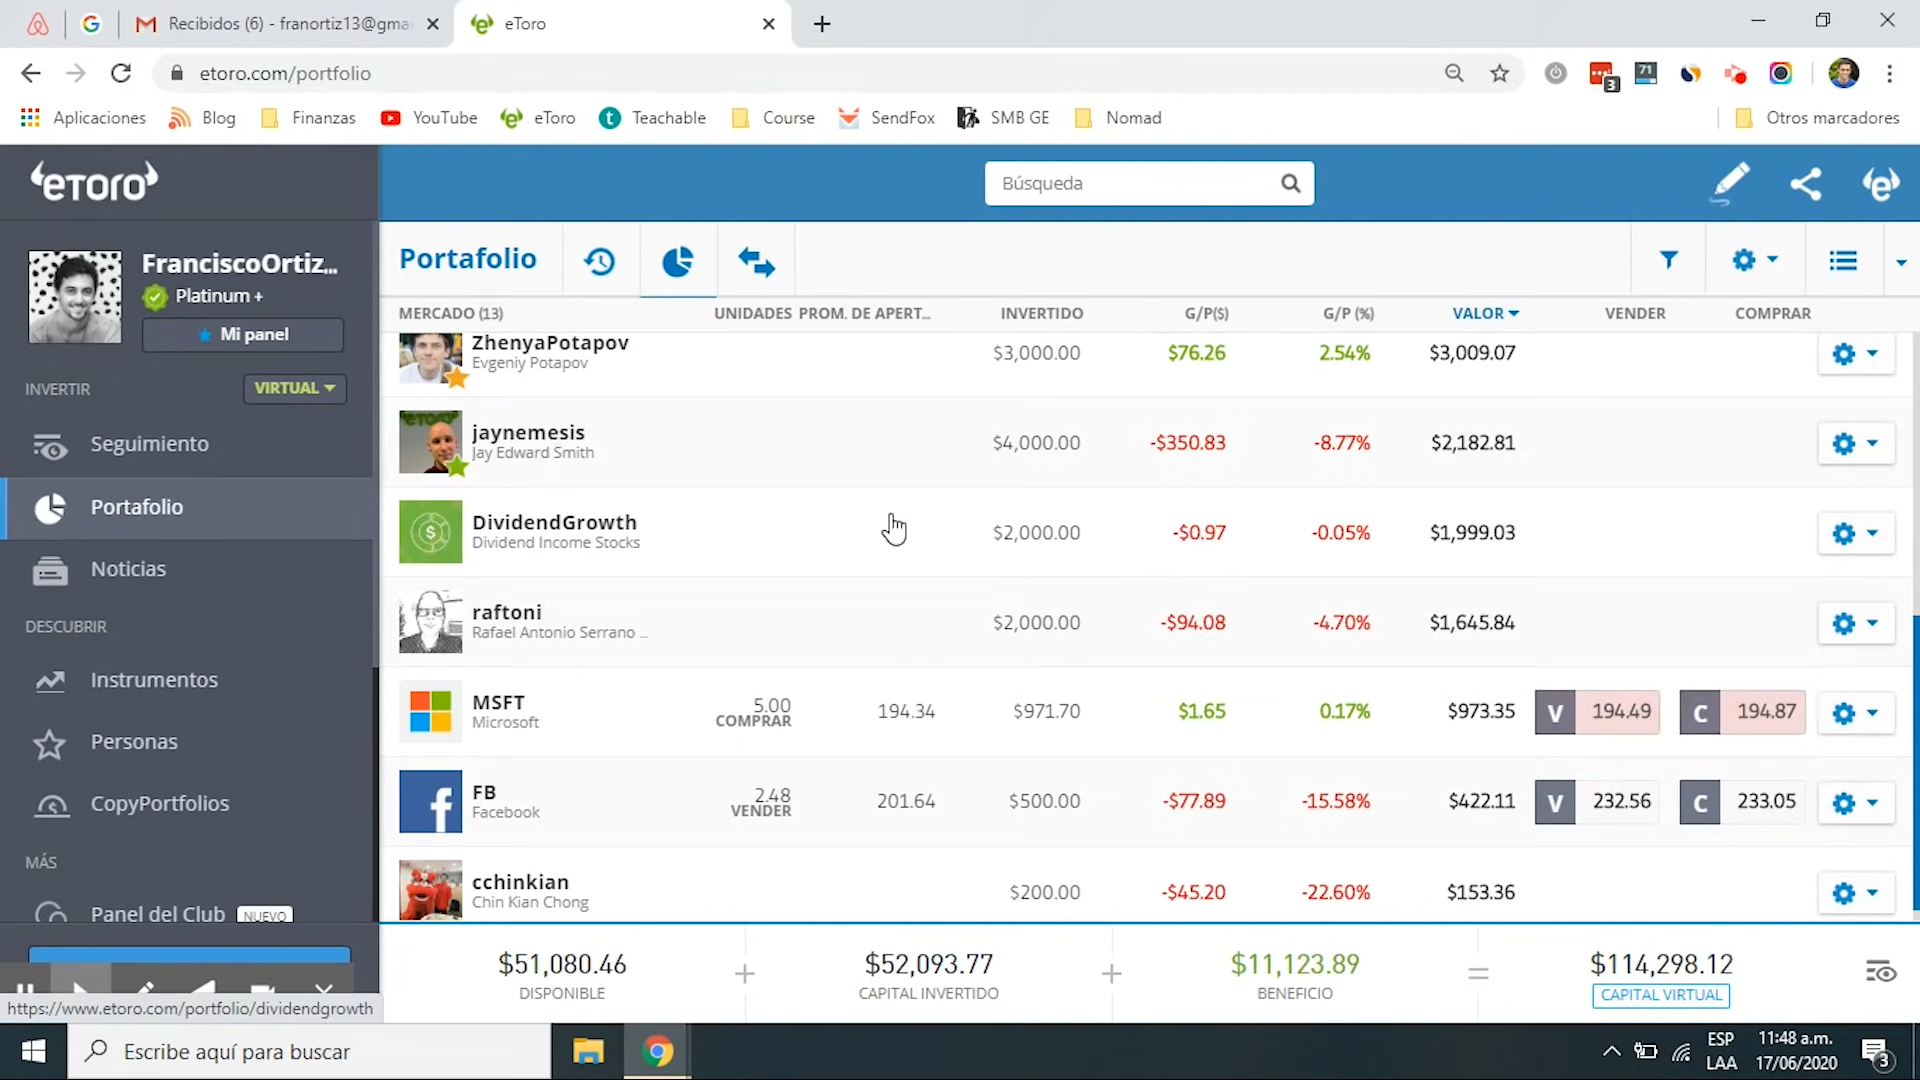 Recibidos (6) - franortiz13@gmai
eToro
etoro.com/portfolio
3
71
Aplicaciones
Blog
Finanzas
YouTube
eToro
Teachable
Course
SendFox
SMB GE
Nomad
Otros marcadores
eToro
Búsqueda
FranciscoOrtiz...
Platinum +
Mi panel
INVERTIR
VIRTUAL
Seguimiento
Portafolio
Noticias
DESCUBRIR
Instrumentos
Personas
CopyPortfolios
MÁS
Panel del Club NUEVO
Portafolio
MERCADO (13) UNIDADES PROM. DE APERT... INVERTIDO G/P($) G/P (%) VALOR VENDER COMPRAR
ZhenyaPotapov
Evgeniy Potapov
$3,000.00 $76.26 2.54% $3,009.07
jaynemesis
Jay Edward Smith
$4,000.00 -$350.83 -8.77% $2,182.81
DividendGrowth
Dividend Income Stocks
$2,000.00 -$0.97 -0.05% $1,999.03
raftoni
Rafael Antonio Serrano ...
$2,000.00 -$94.08 -4.70% $1,645.84
MSFT
Microsoft
5.00
COMPRAR
194.34 $971.70 $1.65 0.17% $973.35 V 194.49 C 194.87
FB
Facebook
2.48
VENDER
201.64 $500.00 -$77.89 -15.58% $422.11 V 232.56 C 233.05
cchinkian
Chin Kian Chong
$200.00 -$45.20 -22.60% $153.36
$51,080.46 + $52,093.77 + $11,123.89 = $114,298.12
DISPONIBLE CAPITAL INVERTIDO BENEFICIO CAPITAL VIRTUAL
https://www.etoro.com/portfolio/dividendgrowth
Escribe aquí para buscar
ESP
LAA
11:48 a.m.
17/06/2020
3